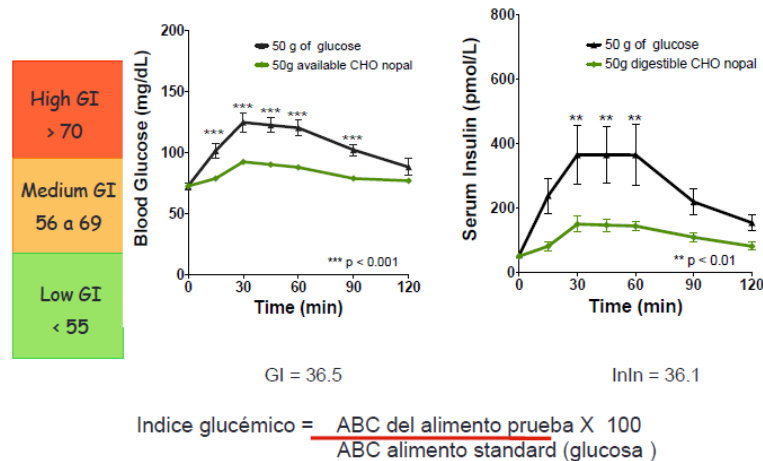 High GI
> 70
Medium GI
56 a 69
Low GI
< 55
Blood Glucose (mg/dL)
200
150
100
50
0
50 g of glucose
50g available CHO nopal
***
***
***
***
***
*** p < 0.001
0
30
60
90
120
Time (min)
GI = 36.5
Serum Insulin (pmol/L)
800
600
400
200
0
50 g of glucose
50g digestible CHO nopal
**
**
**
** p < 0.01
0
30
60
90
120
Time (min)
InIn = 36.1
Indice glucémico = ABC del alimento prueba X 100
ABC alimento standard (glucosa )